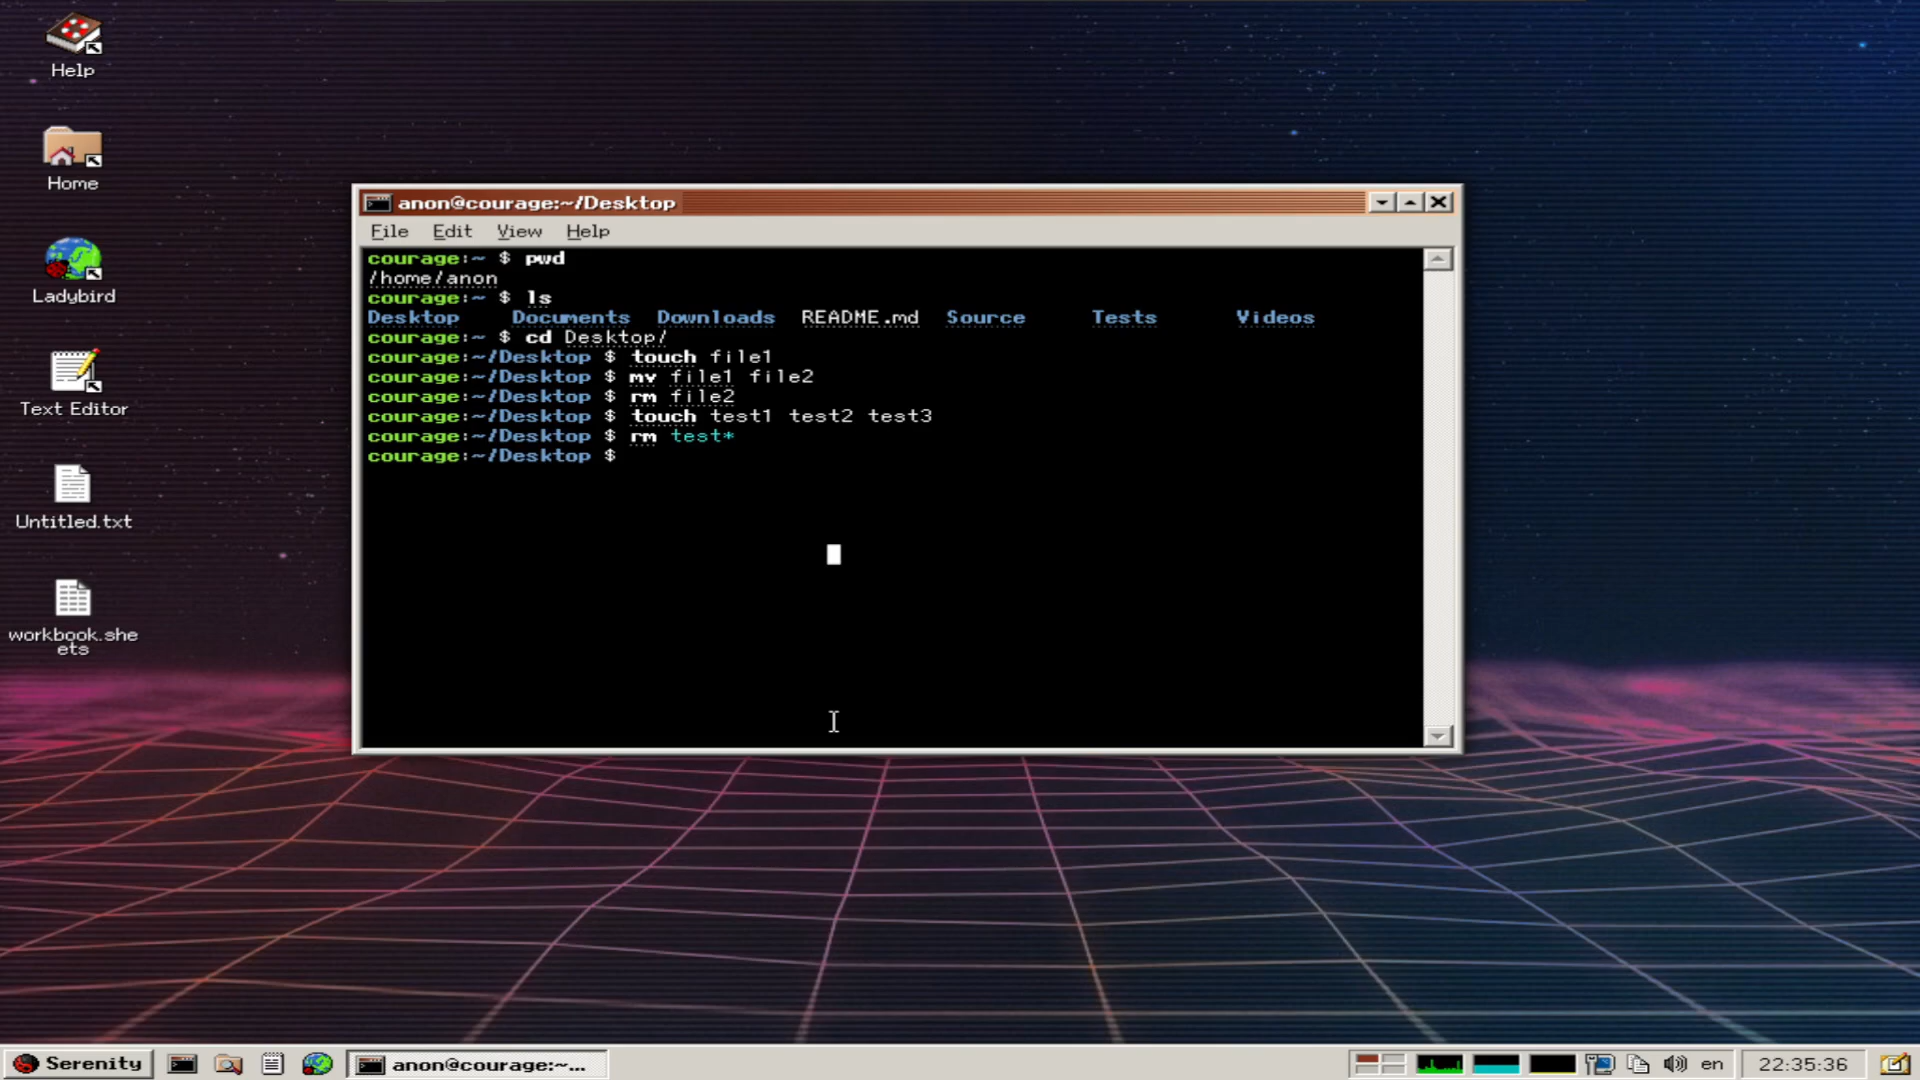 Help
Home
Ladybird
Text Editor
Untitled.txt
workbook.she
ets
anon@courage:~/Desktop
File Edit View Help
courage:~ $ pwd
/home/anon
courage:~ $ ls
Desktop Documents Downloads README.md Source Tests Videos
courage:~ $ cd Desktop/
courage:~/Desktop $ touch file1
courage:~/Desktop $ mv file1 file2
courage:~/Desktop $ rm file2
courage:~/Desktop $ touch test1 test2 test3
courage:~/Desktop $ rm test*
courage:~/Desktop $
Serenity anon@courage:~... en 22:35:36